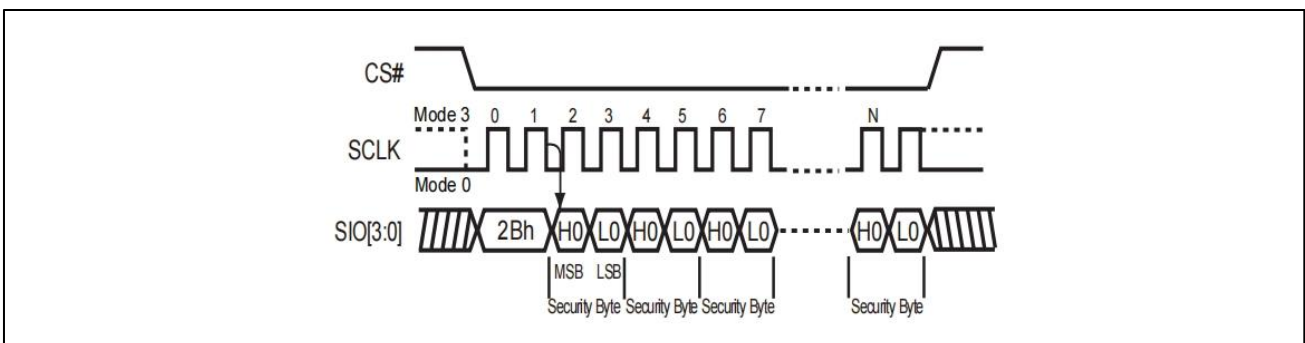 CS#
Mode 3 0 1 2 3 4 5 6 7 N
SCLK
Mode 0
SIO[3:0] 2Bh H0 L0 H0 L0 H0 L0 H0 L0
MSB LSB
Security Byte Security Byte Security Byte Security Byte